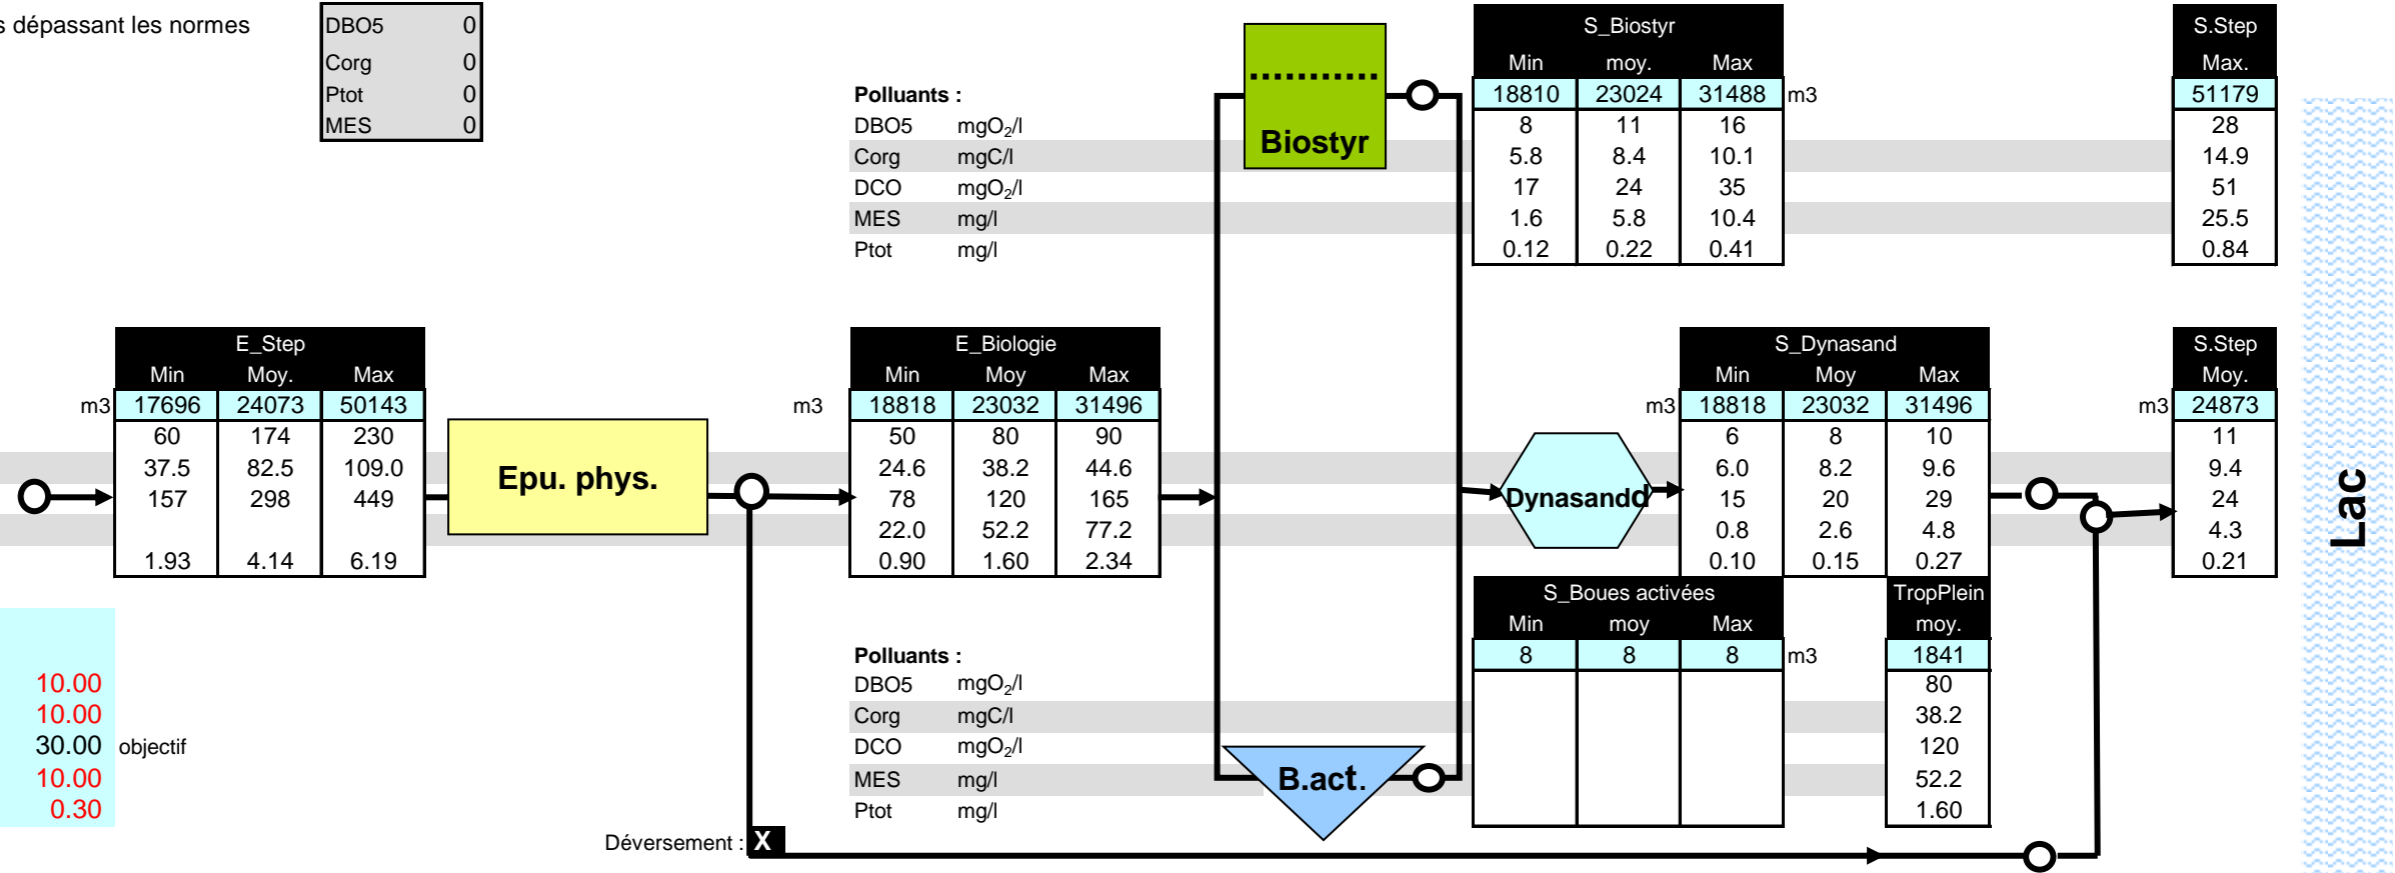 s dépassant les normes
DBO5 0
Corg 0
Ptot 0
MES 0
Polluants :
DBO5 mgO2/l
Corg mgC/l
DCO mgO2/l
MES mg/l
Ptot mg/l
Biostyr
S_Biostyr
Min moy. Max
18810 23024 31488 m3
8 11 16
5.8 8.4 10.1
17 24 35
1.6 5.8 10.4
0.12 0.22 0.41
S.Step
Max.
51179
28
14.9
51
25.5
0.84
E_Step
Min Moy. Max
m3 17696 24073 50143
60 174 230
37.5 82.5 109.0
157 298 449
1.93 4.14 6.19
Epu. phys.
E_Biologie
Min Moy Max
m3 18818 23032 31496
50 80 90
24.6 38.2 44.6
78 120 165
22.0 52.2 77.2
0.90 1.60 2.34
Dynasandd
S_Dynasand
Min Moy Max
m3 18818 23032 31496
6 8 10
6.0 8.2 9.6
15 20 29
0.8 2.6 4.8
0.10 0.15 0.27
S.Step
Moy.
m3 24873
11
9.4
24
4.3
0.21
Lac
10.00
10.00
30.00 objectif
10.00
0.30
Polluants :
DBO5 mgO2/l
Corg mgC/l
DCO mgO2/l
MES mg/l
Ptot mg/l
B.act.
S_Boues activées
Min moy Max
8 8 8 m3
TropPlein
moy.
1841
80
38.2
120
52.2
1.60
Déversement : X